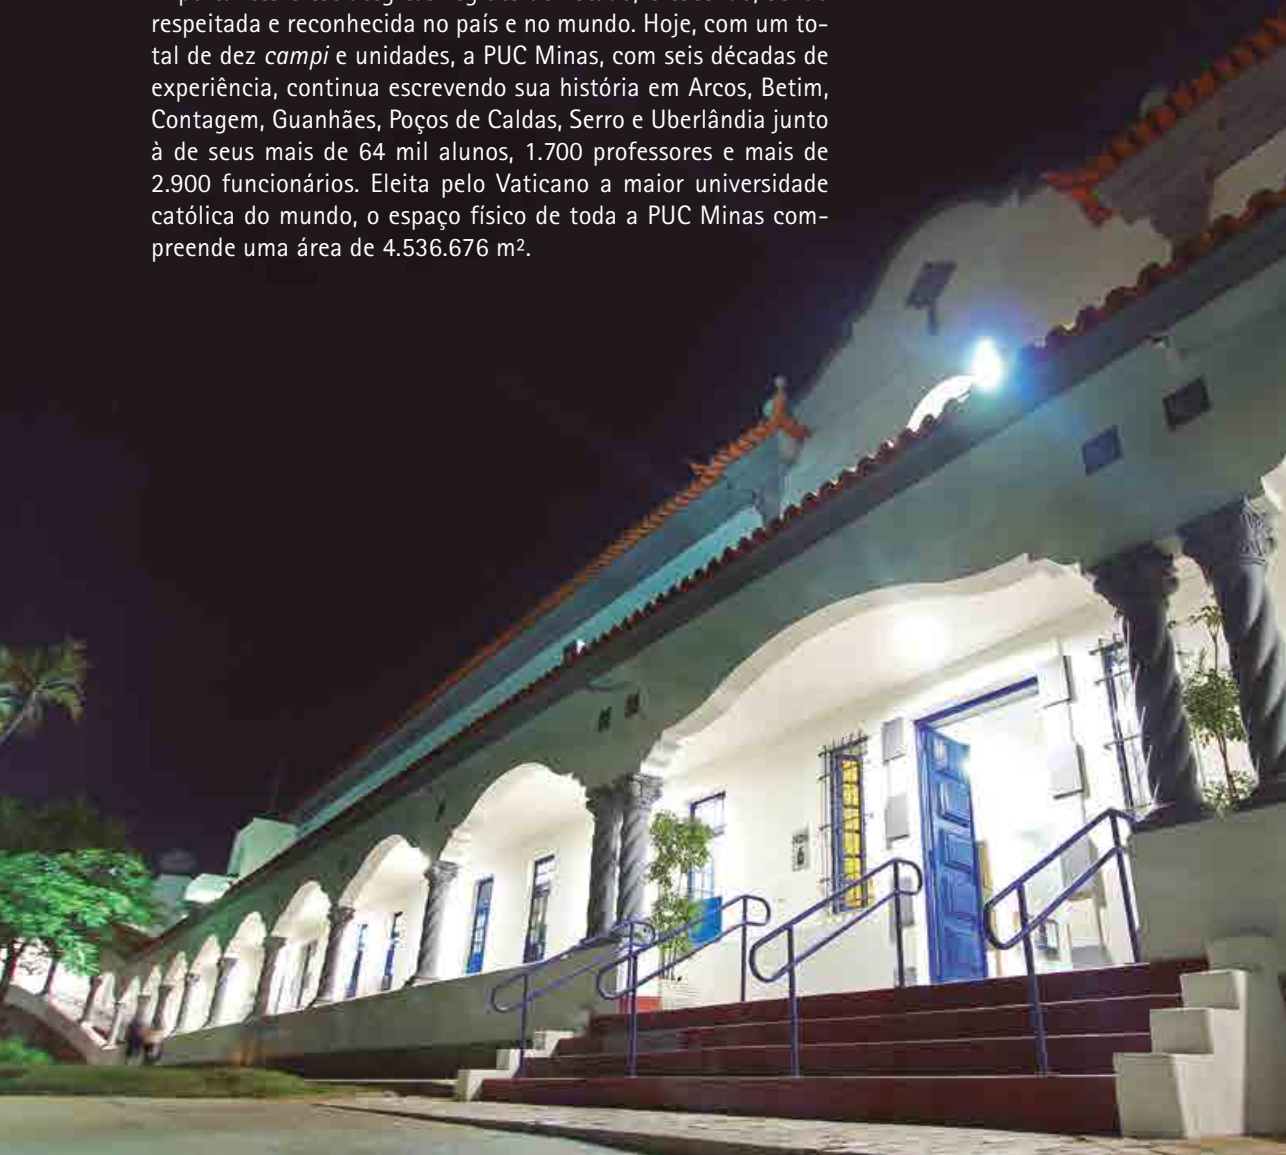 respeitada e reconhecida no país e no mundo. Hoje, com um to-
tal de dez campi e unidades, a PUC Minas, com seis décadas de
experiência, continua escrevendo sua história em Arcos, Betim,
Contagem, Guanhães, Poços de Caldas, Serro e Uberlândia junto
à de seus mais de 64 mil alunos, 1.700 professores e mais de
2.900 funcionários. Eleita pelo Vaticano a maior universidade
católica do mundo, o espaço físico de toda a PUC Minas com-
preende uma área de 4.536.676 m².
6